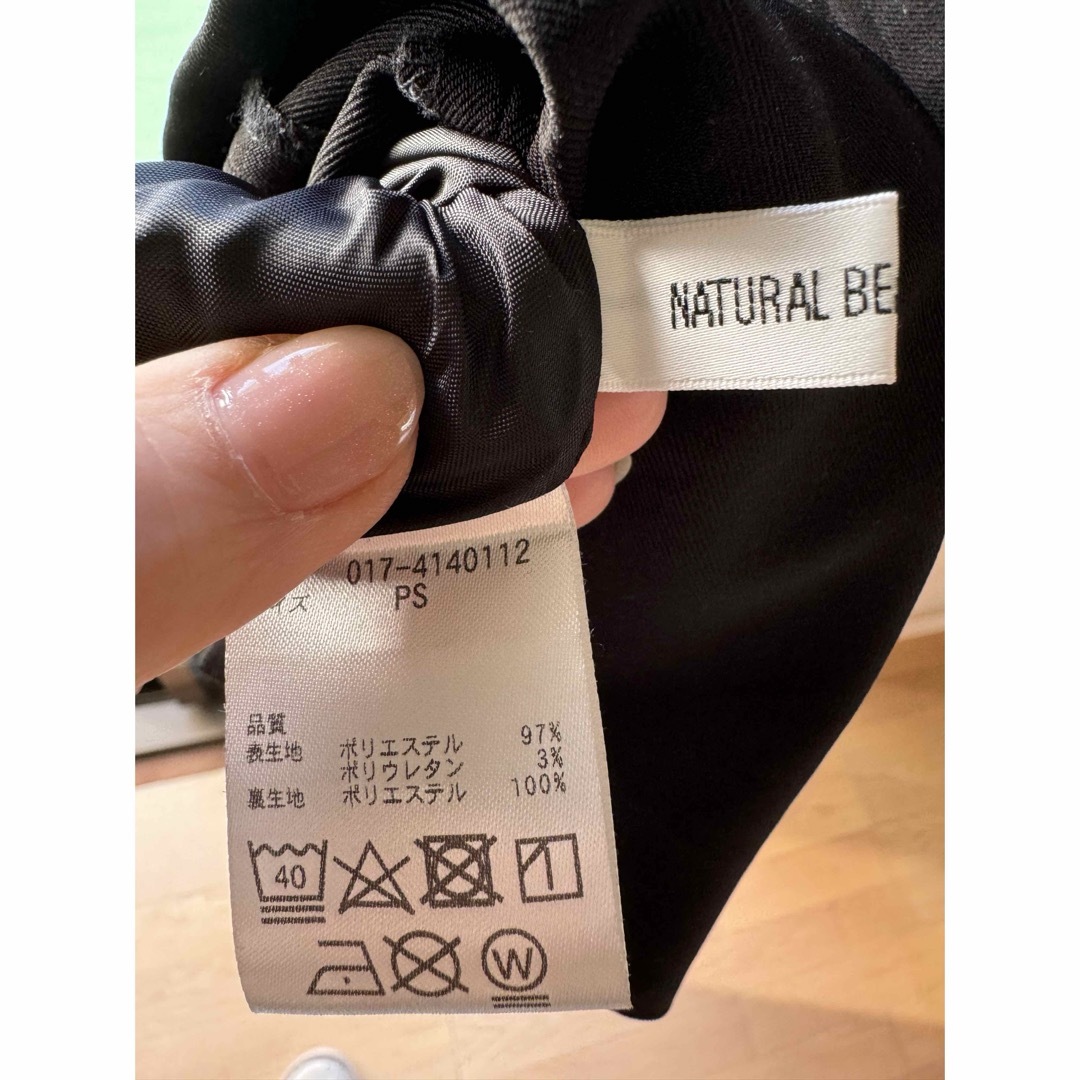 NATURAL BE
017-4140112
イズ PS
品質
表生地 ポリエステル 97%
ポリウレタン 3%
裏生地 ポリエステル 100%
40
W